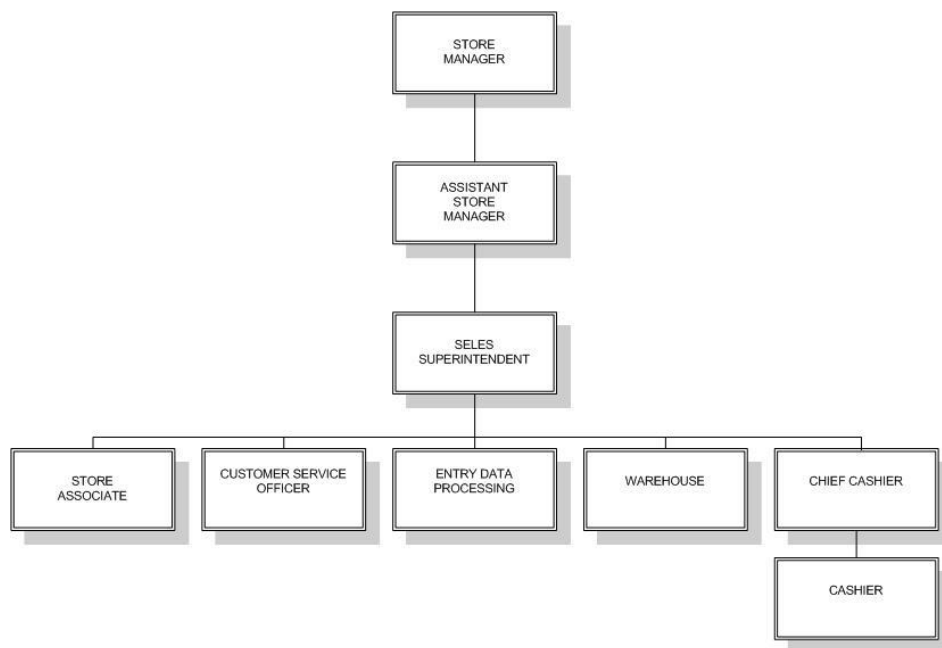 STORE
MANAGER
ASSISTANT
STORE
MANAGER
SELES
SUPERINTENDENT
STORE
ASSOCIATE
CUSTOMER SERVICE
OFFICER
ENTRY DATA
PROCESSING
WAREHOUSE
CHIEF CASHIER
CASHIER